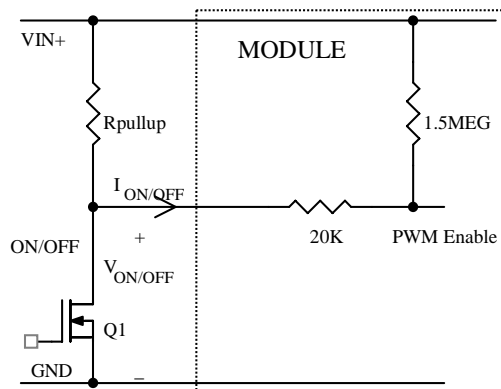 VIN+
MODULE
Rpullup
1.5MEG
I ON/OFF
+
20K
PWM Enable
ON/OFF
V ON/OFF
Q1
GND
_